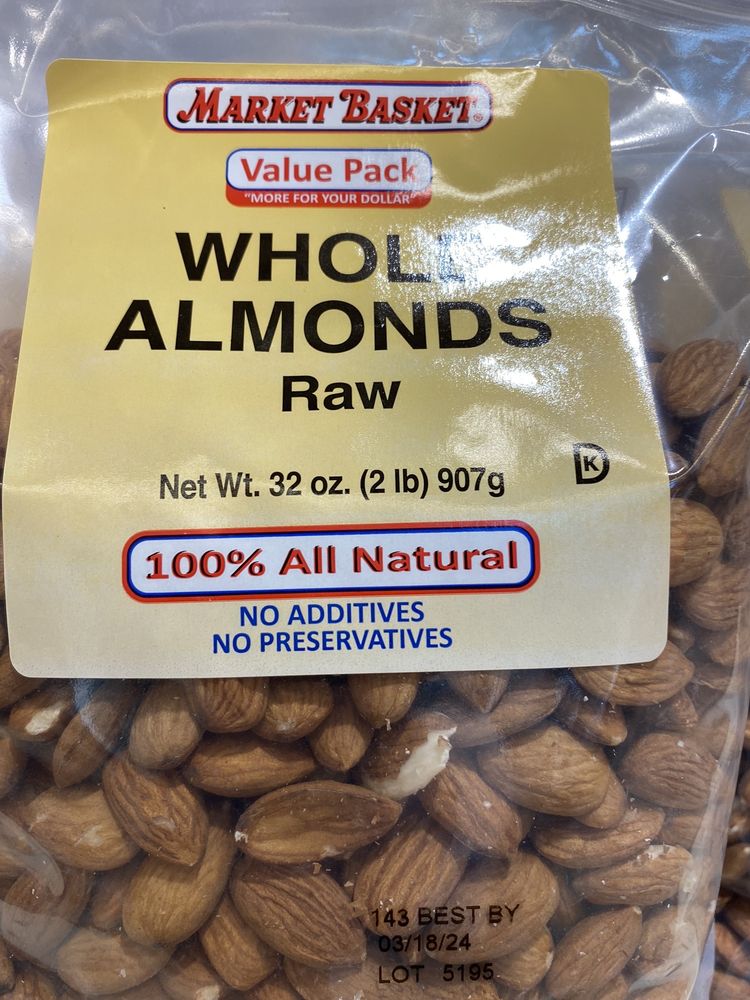 MARKET BASKET®
Value Pack
"MORE FOR YOUR DOLLAR"
WHOLE
ALMONDS
Raw
K
Net Wt. 32 oz. (2 lb) 907g
100% All Natural
NO ADDITIVES
NO PRESERVATIVES
143 BEST BY
03/18/24
LOT 5195